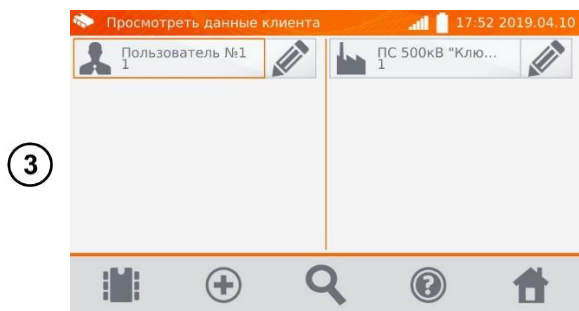 Просмотреть данные клиента
17:52 2019.04.10
Пользователь №1
1
ПС 500кВ "Клю...
1
3